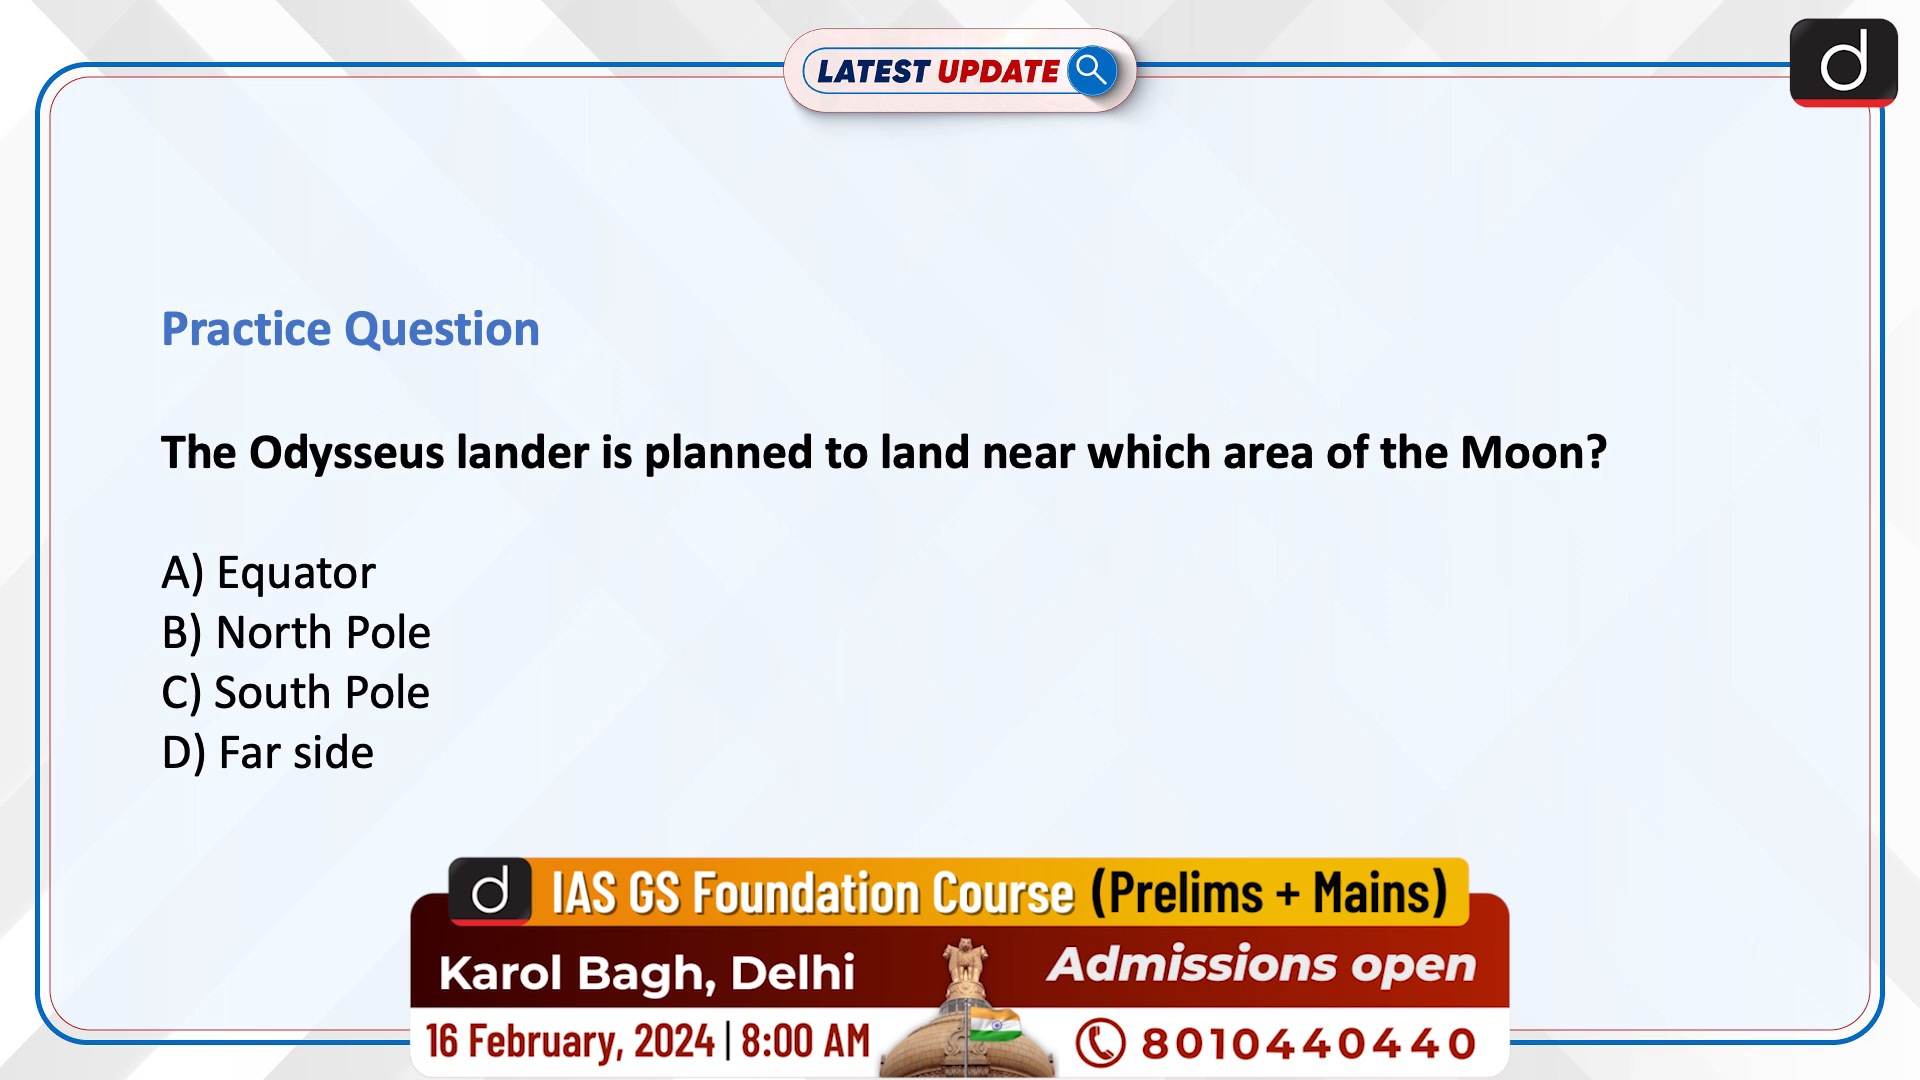 LATEST UPDATE
d
Practice Question
The Odysseus lander is planned to land near which area of the Moon?
A) Equator
B) North Pole
C) South Pole
D) Far side
d IAS GS Foundation Course (Prelims + Mains)
Karol Bagh, Delhi
Admissions open
16 February, 2024 | 8:00 AM
8010440440